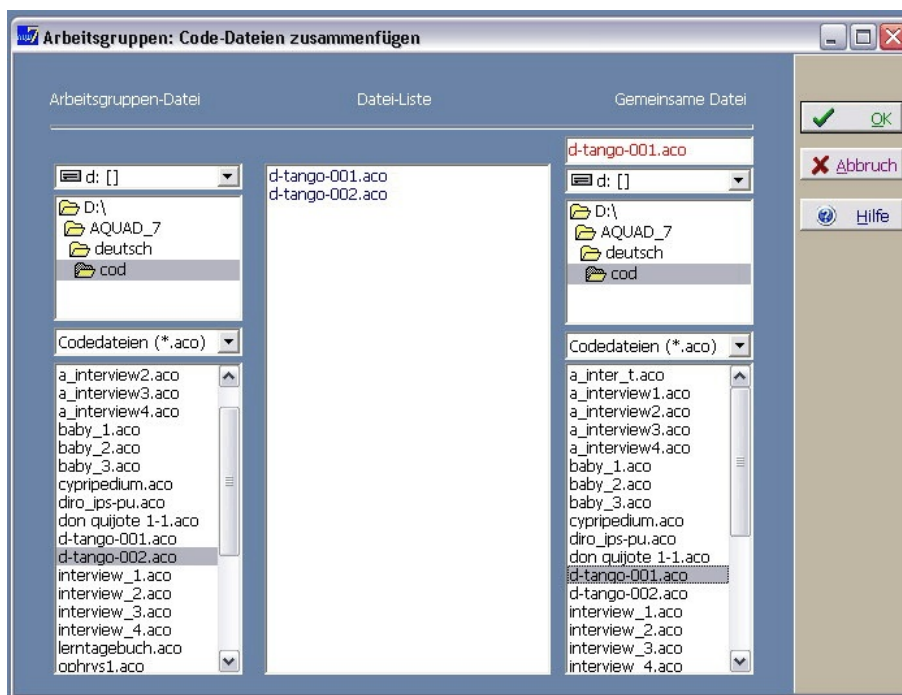 Arbeitsgruppen: Code-Dateien zusammenfügen
Arbeitsgruppen-Datei
Datei-Liste
Gemeinsame Datei
d: []
D:\
AQUAD_7
deutsch
cod
Codedateien (*.aco)
a_interview2.aco
a_interview3.aco
a_interview4.aco
baby_1.aco
baby_2.aco
baby_3.aco
cypripedium.aco
diro_jps-pu.aco
don quijote 1-1.aco
d-tango-001.aco
d-tango-002.aco
interview_1.aco
interview_2.aco
interview_3.aco
interview_4.aco
lerntagebuch.aco
ophrys1.aco
d-tango-001.aco
d-tango-002.aco
d-tango-001.aco
d: []
D:\
AQUAD_7
deutsch
cod
Codedateien (*.aco)
a_inter_t.aco
a_interview1.aco
a_interview2.aco
a_interview3.aco
a_interview4.aco
baby_1.aco
baby_2.aco
baby_3.aco
cypripedium.aco
diro_jps-pu.aco
don quijote 1-1.aco
d-tango-001.aco
d-tango-002.aco
interview_1.aco
interview_2.aco
interview_3.aco
interview_4.aco
OK
Abbruch
Hilfe